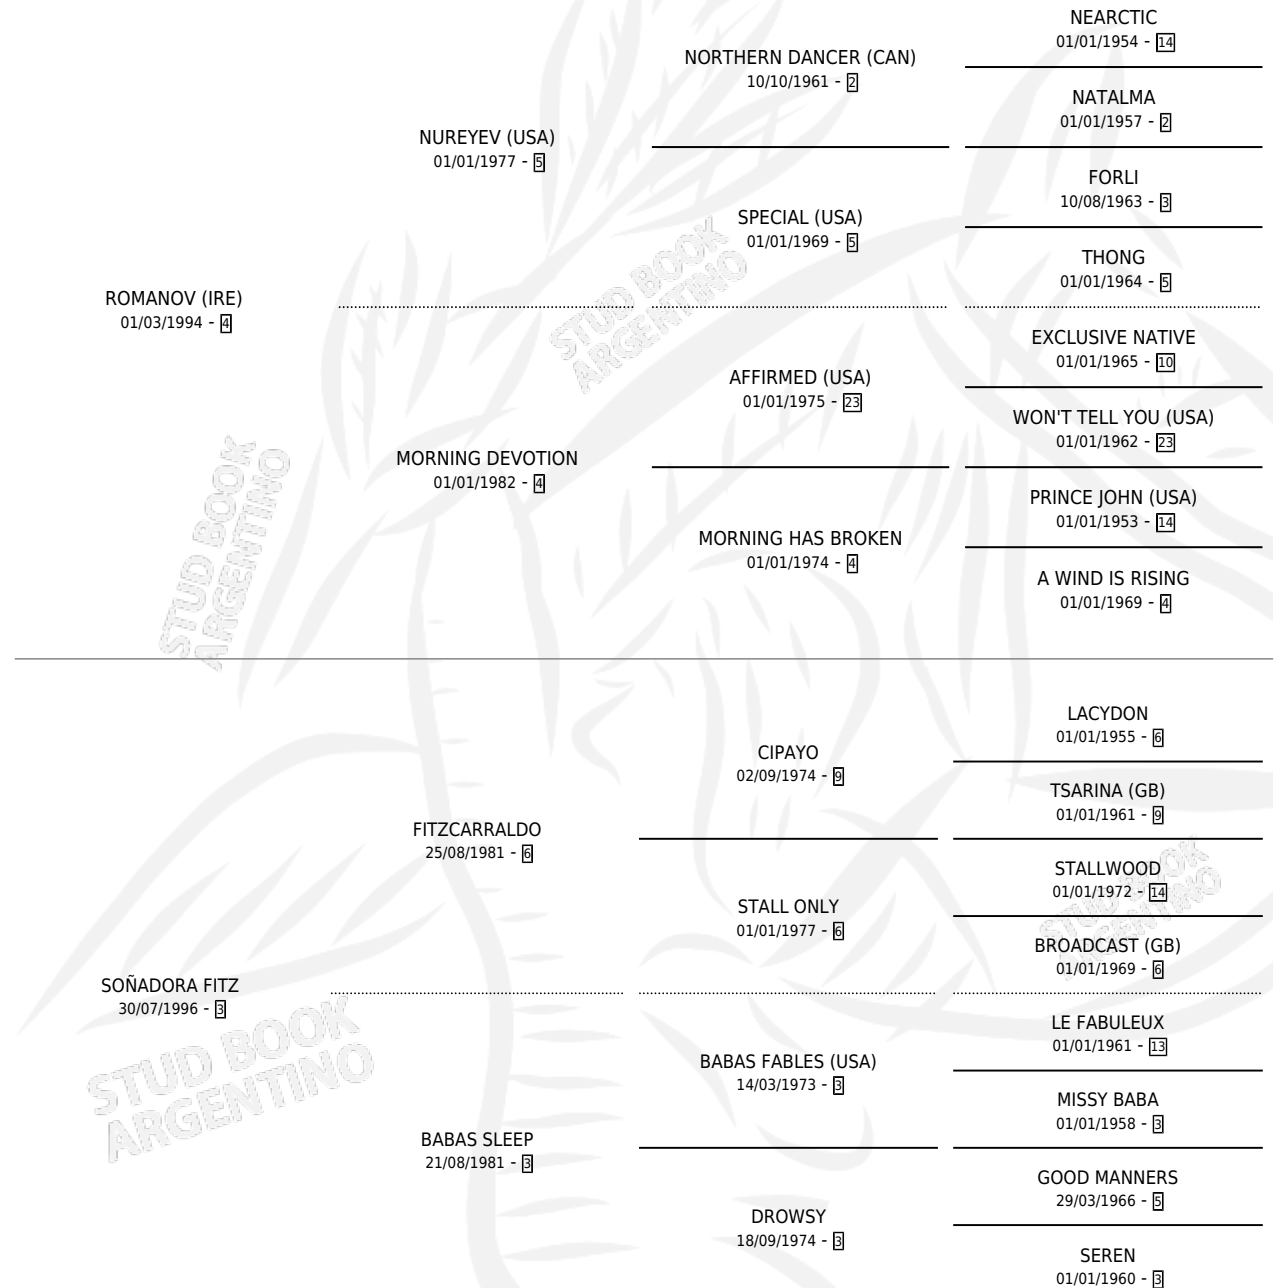 NEARCTIC
01/01/1954 - 14
NORTHERN DANCER (CAN)
10/10/1961 - 2
NATALMA
01/01/1957 - 2
NUREYEV (USA)
01/01/1977 - 5
FORLI
10/08/1963 - 3
SPECIAL (USA)
01/01/1969 - 5
THONG
01/01/1964 - 5
ROMANOV (IRE)
01/03/1994 - 4
EXCLUSIVE NATIVE
01/01/1965 - 10
AFFIRMED (USA)
01/01/1975 - 23
WON'T TELL YOU (USA)
01/01/1962 - 23
MORNING DEVOTION
01/01/1982 - 4
PRINCE JOHN (USA)
01/01/1953 - 14
MORNING HAS BROKEN
01/01/1974 - 4
A WIND IS RISING
01/01/1969 - 4
STUD BOOK
ARGENTINO
STUD BOOK
ARGENTINO
LACYDON
01/01/1955 - 6
CIPAYO
02/09/1974 - 9
TSARINA (GB)
01/01/1961 - 9
FITZCARRALDO
25/08/1981 - 6
STALLWOOD
01/01/1972 - 14
STALL ONLY
01/01/1977 - 6
BROADCAST (GB)
01/01/1969 - 6
SOÑADORA FITZ
30/07/1996 - 3
LE FABULEUX
01/01/1961 - 13
BABAS FABLES (USA)
14/03/1973 - 3
MISSY BABA
01/01/1958 - 3
BABAS SLEEP
21/08/1981 - 3
GOOD MANNERS
29/03/1966 - 5
DROWSY
18/09/1974 - 3
SEREN
01/01/1960 - 3
STUD BOOK
ARGENTINO
STUD BOOK
ARGENTINO